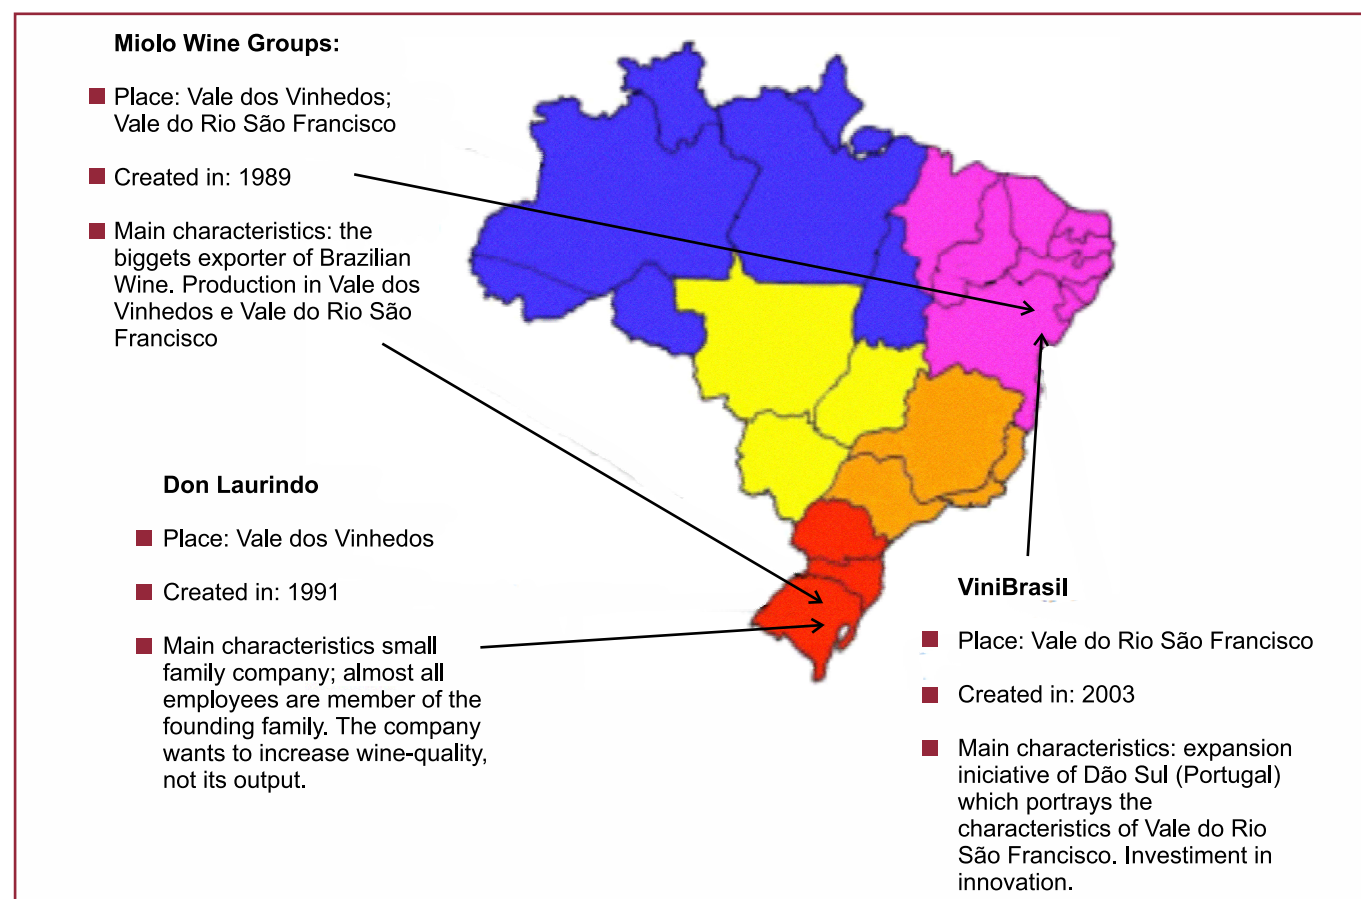 Miolo Wine Groups:
Place: Vale dos Vinhedos;
Vale do Rio São Francisco
Created in: 1989
Main characteristics: the
biggets exporter of Brazilian
Wine. Production in Vale dos
Vinhedos e Vale do Rio São
Francisco
Don Laurindo
Place: Vale dos Vinhedos
Created in: 1991
Main characteristics small
family company; almost all
employees are member of the
founding family. The company
wants to increase wine-quality,
not its output.
ViniBrasil
Place: Vale do Rio São Francisco
Created in: 2003
Main characteristics: expansion
iniciative of Dão Sul (Portugal)
which portrays the
characteristics of Vale do Rio
São Francisco. Investiment in
innovation.